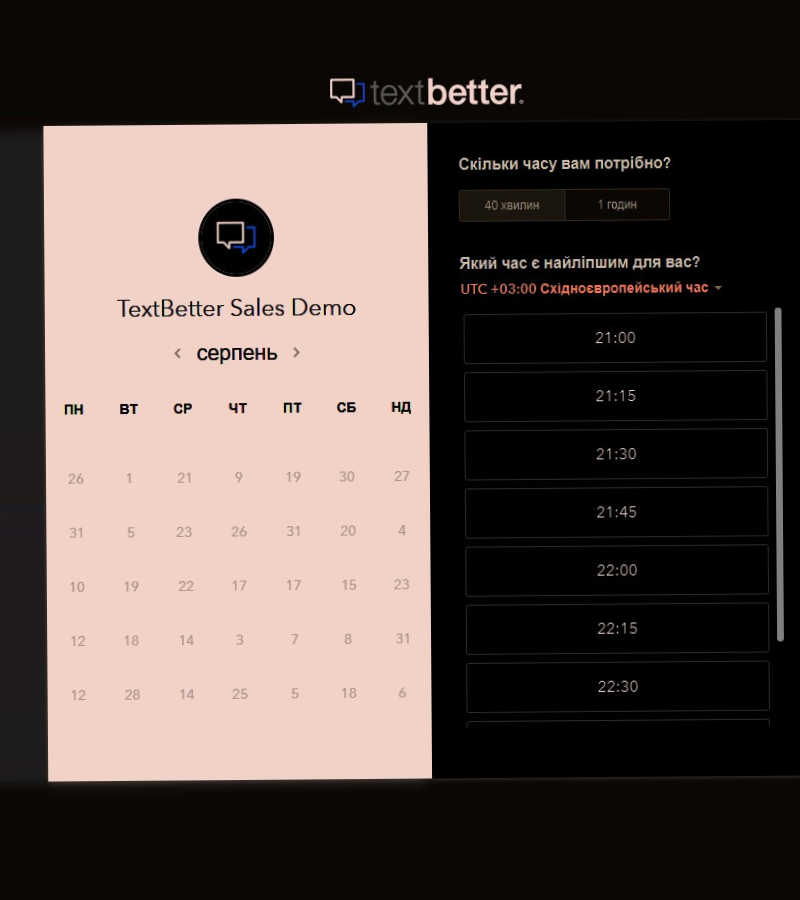 textbetter.
TextBetter Sales Demo
серпень
ПН ВТ СР ЧТ ПТ СБ НД
26 1 21 9 19 30 27
31 5 23 26 31 20 4
10 19 22 17 17 15 23
12 18 14 3 7 8 31
12 28 14 25 5 18 6
Скільки часу вам потрібно?
40 хвилин 1 годин
Який час є найліпшим для вас?
UTC +03:00 Східноєвропейський час
21:00
21:15
21:30
21:45
22:00
22:15
22:30